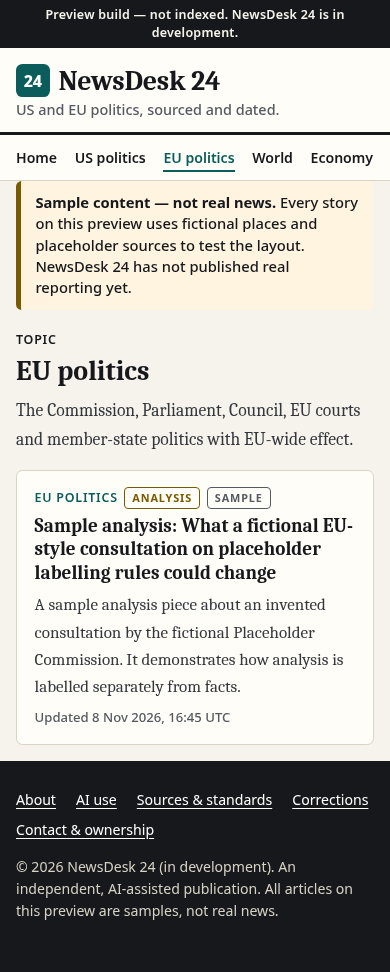 Preview build — not indexed. NewsDesk 24 is in
development.
24 NewsDesk 24
US and EU politics, sourced and dated.
Home US politics EU politics World Economy
Sample content — not real news. Every story
on this preview uses fictional places and
placeholder sources to test the layout.
NewsDesk 24 has not published real
reporting yet.
TOPIC
EU politics
The Commission, Parliament, Council, EU courts
and member-state politics with EU-wide effect.
EU POLITICS ANALYSIS SAMPLE
Sample analysis: What a fictional EU-
style consultation on placeholder
labelling rules could change
A sample analysis piece about an invented
consultation by the fictional Placeholder
Commission. It demonstrates how analysis is
labelled separately from facts.
Updated 8 Nov 2026, 16:45 UTC
About AI use Sources & standards Corrections
Contact & ownership
© 2026 NewsDesk 24 (in development). An
independent, AI-assisted publication. All articles on
this preview are samples, not real news.